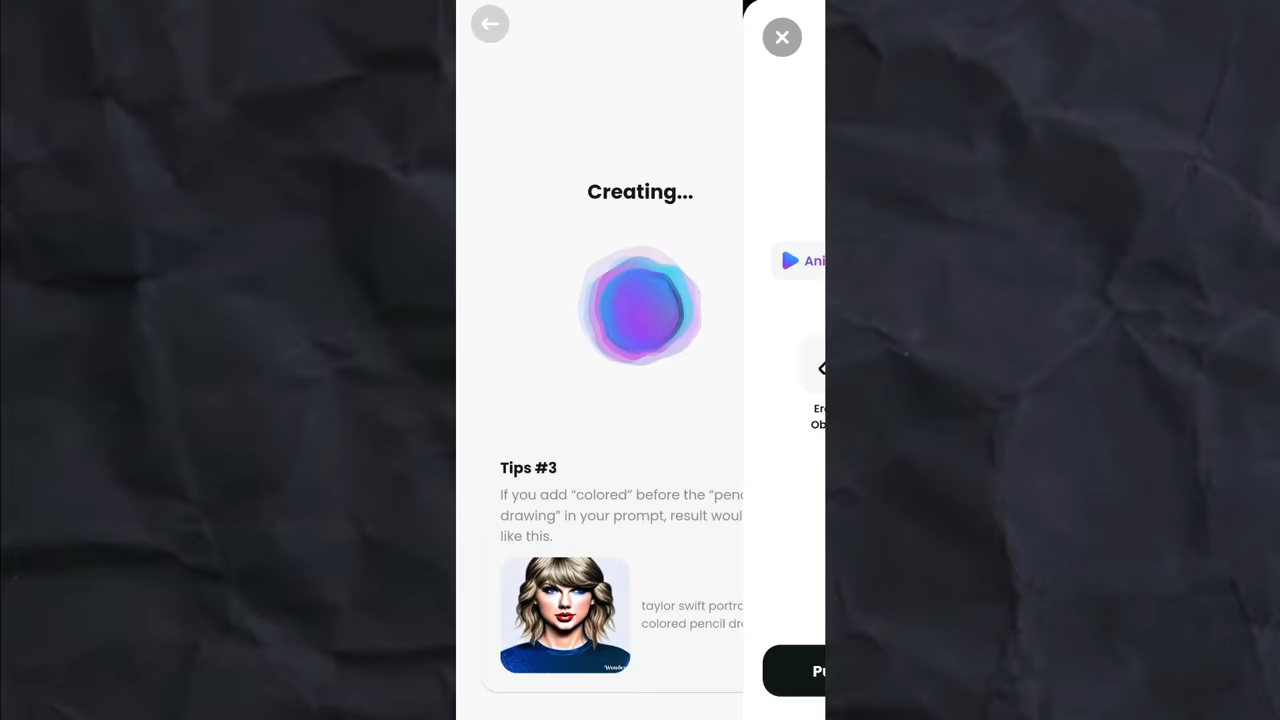 Creating...
Tips #3
If you add “colored” before the “penc
drawing” in your prompt, result woul
like this.
taylor swift portra
colored pencil dra
Ani
Era
Ob
Pu